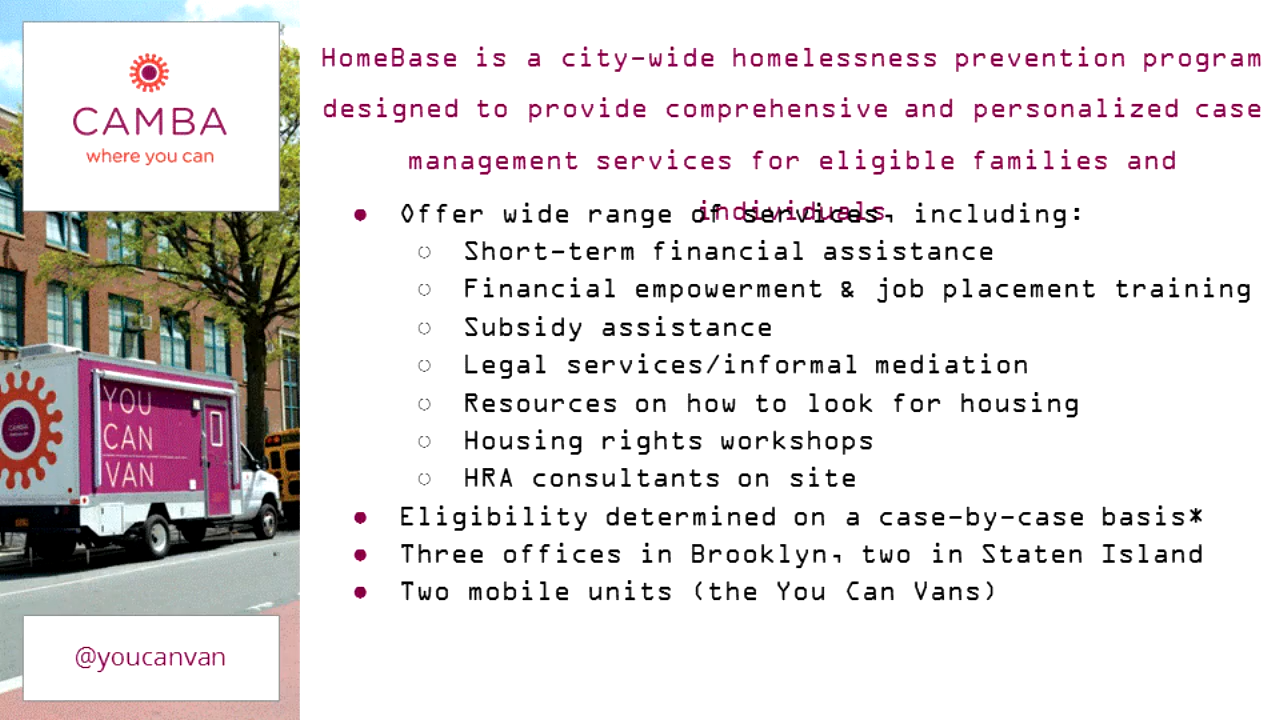 CAMBA
where you can
HomeBase is a city-wide homelessness prevention program
designed to provide comprehensive and personalized case
management services for eligible families and
individuals
● Offer wide range of services, including:
○ Short-term financial assistance
○ Financial empowerment & job placement training
○ Subsidy assistance
○ Legal services/informal mediation
○ Resources on how to look for housing
○ Housing rights workshops
○ HRA consultants on site
● Eligibility determined on a case-by-case basis*
● Three offices in Brooklyn, two in Staten Island
● Two mobile units (the You Can Vans)
YOU
CAN
VAN
@youcanvan